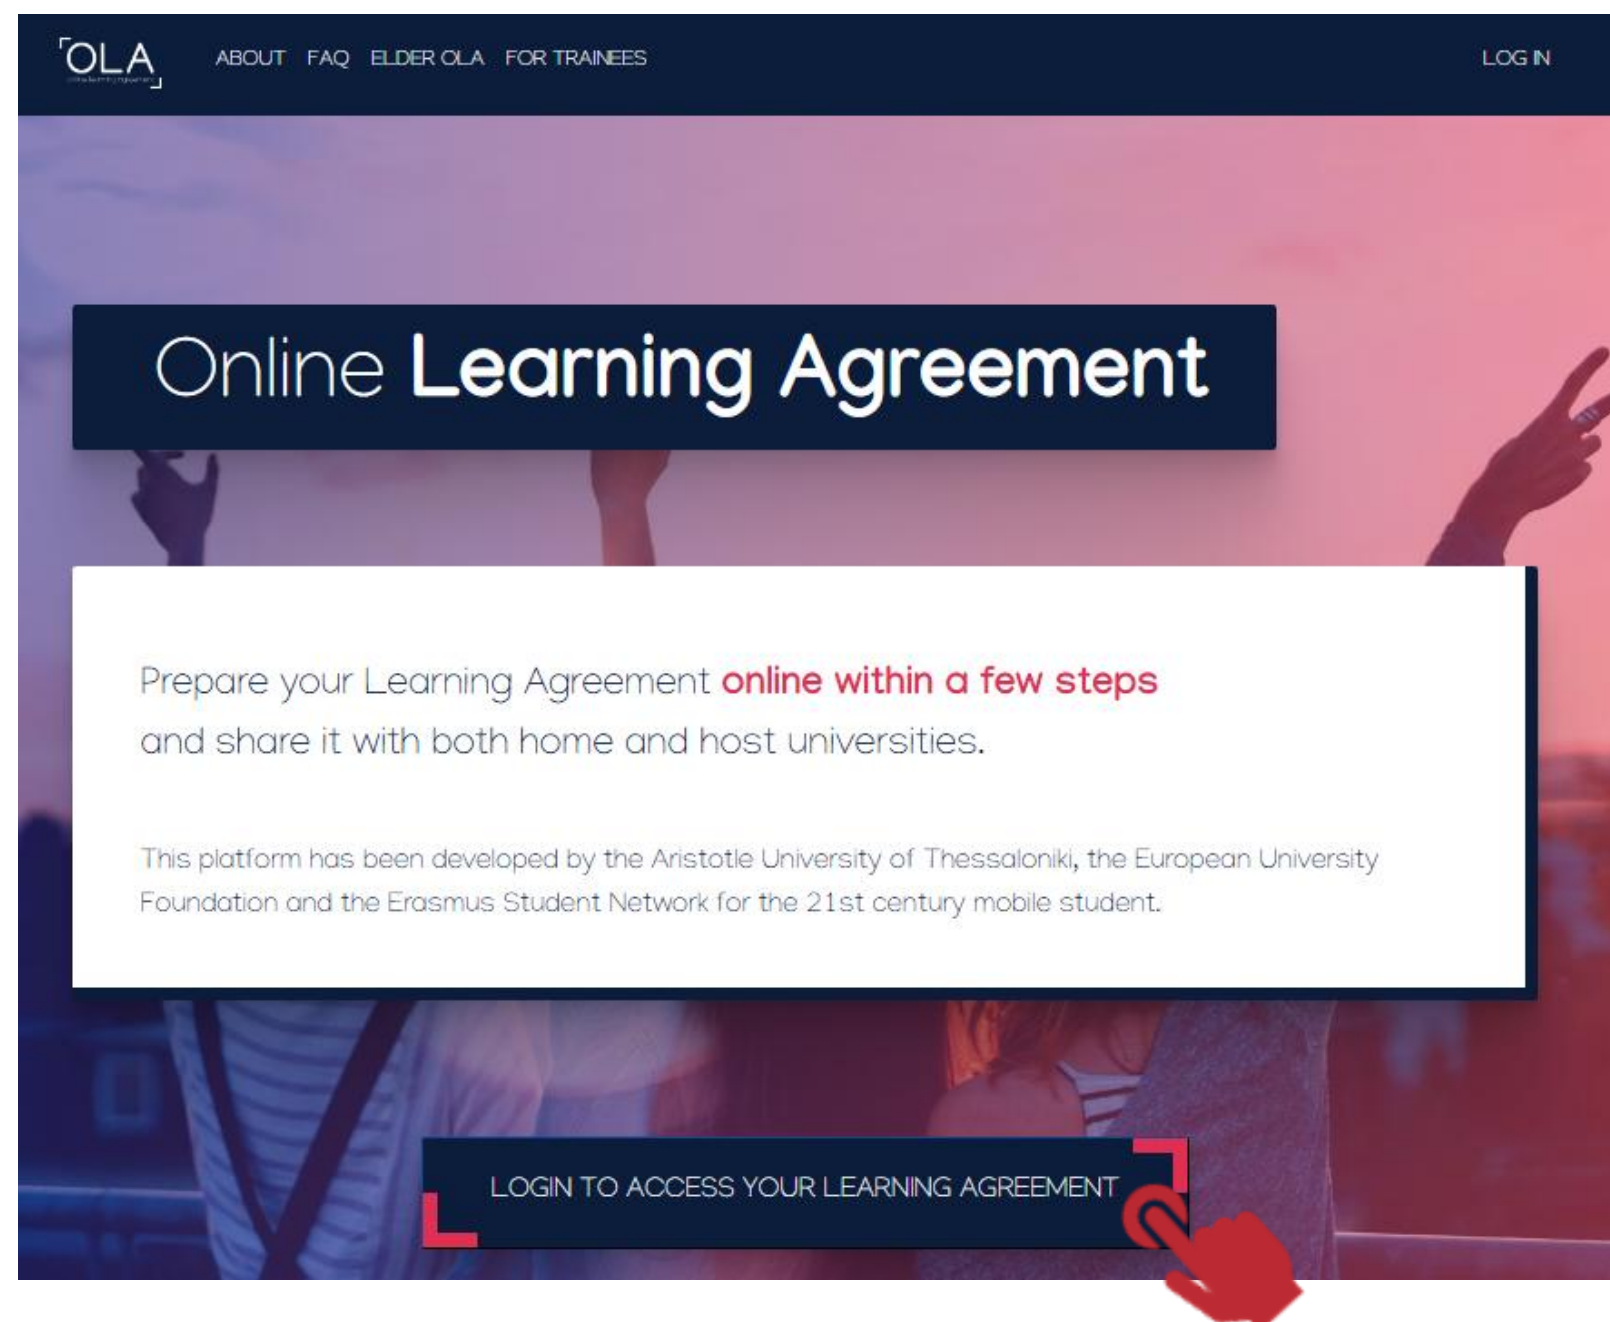 OLA
ABOUT FAQ ELDER OLA FOR TRAINEES LOG IN
Online Learning Agreement
Prepare your Learning Agreement online within a few steps
and share it with both home and host universities.
This platform has been developed by the Aristotle University of Thessaloniki, the European University
Foundation and the Erasmus Student Network for the 21st century mobile student.
LOGIN TO ACCESS YOUR LEARNING AGREEMENT